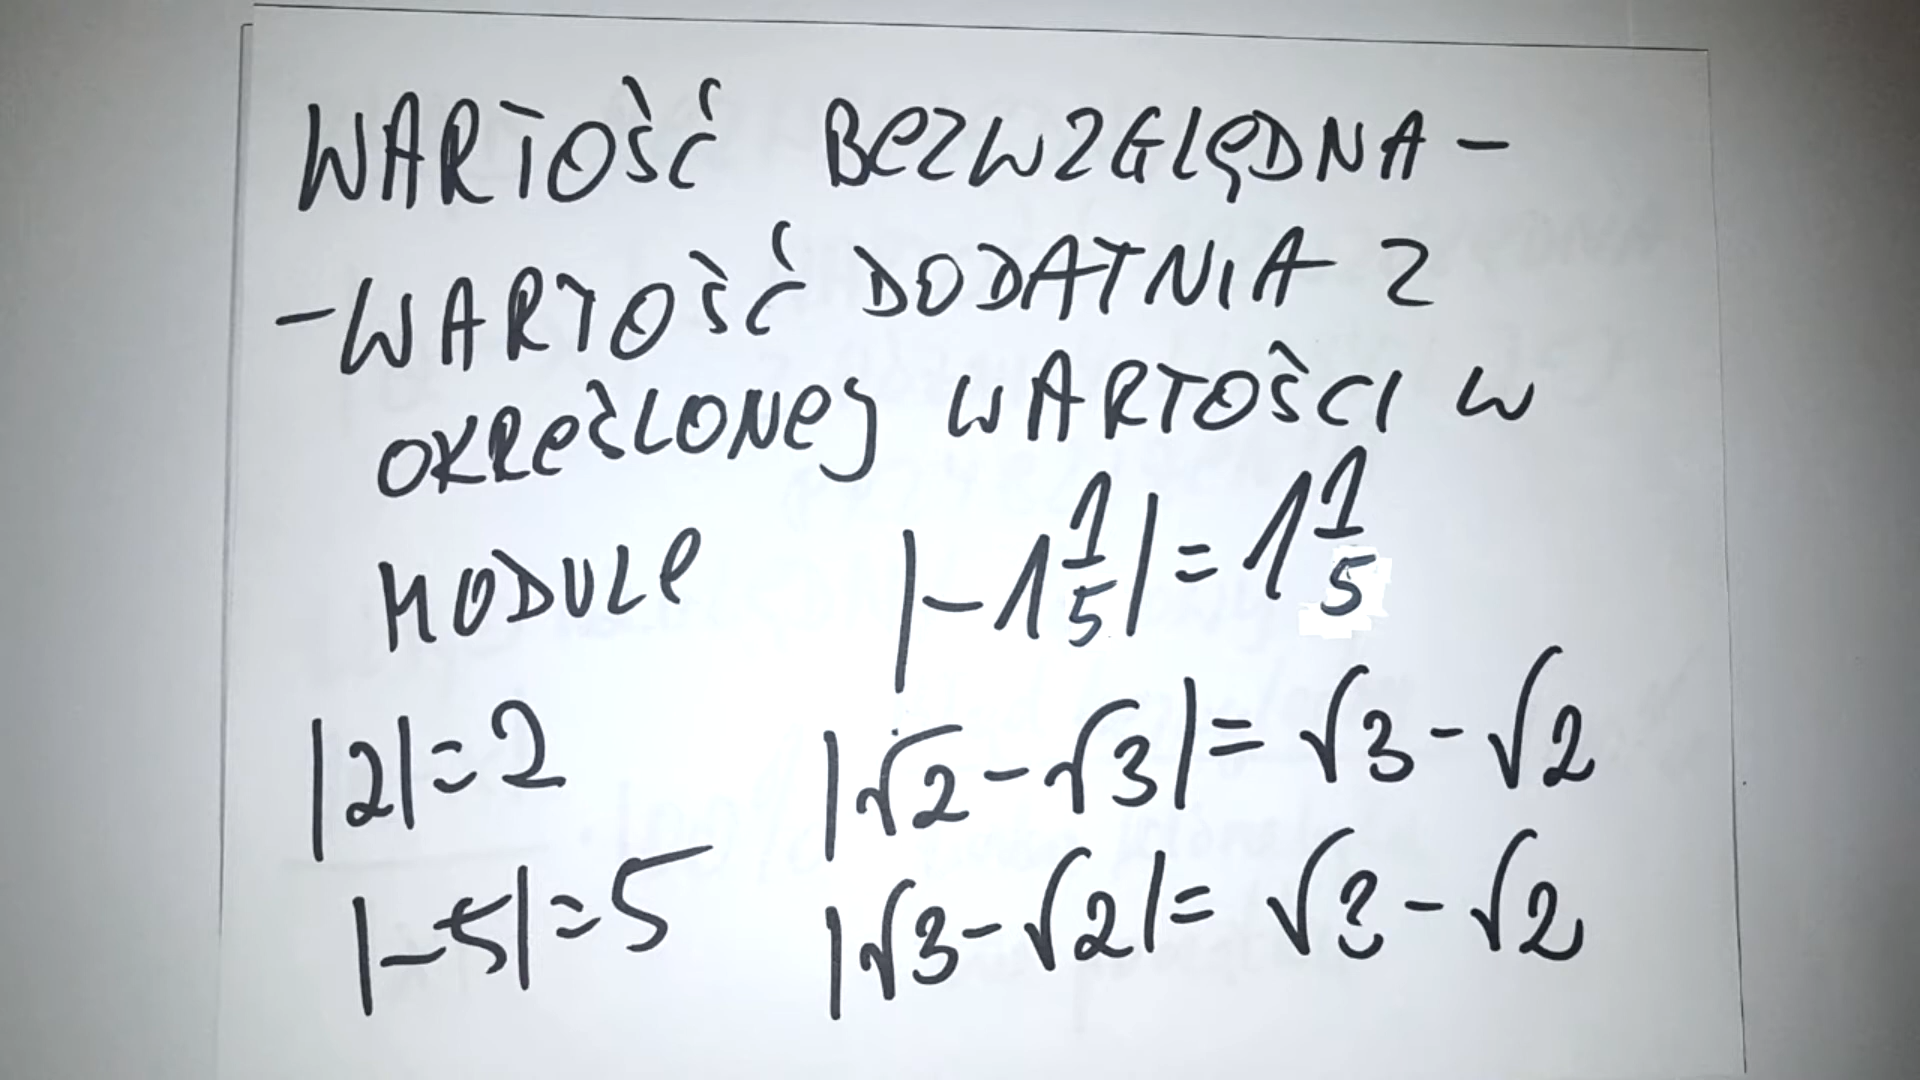 WARTOŚĆ BEZWZGLĘDNA -
- WARTOŚĆ DODATNIA Z
OKREŚLONEJ WARTOŚCI W
MODULE |-1 1/5| = 1 1/5
|2| = 2 |√2 - √3| = √3 - √2
|-5| = 5 |√3 - √2| = √3 - √2